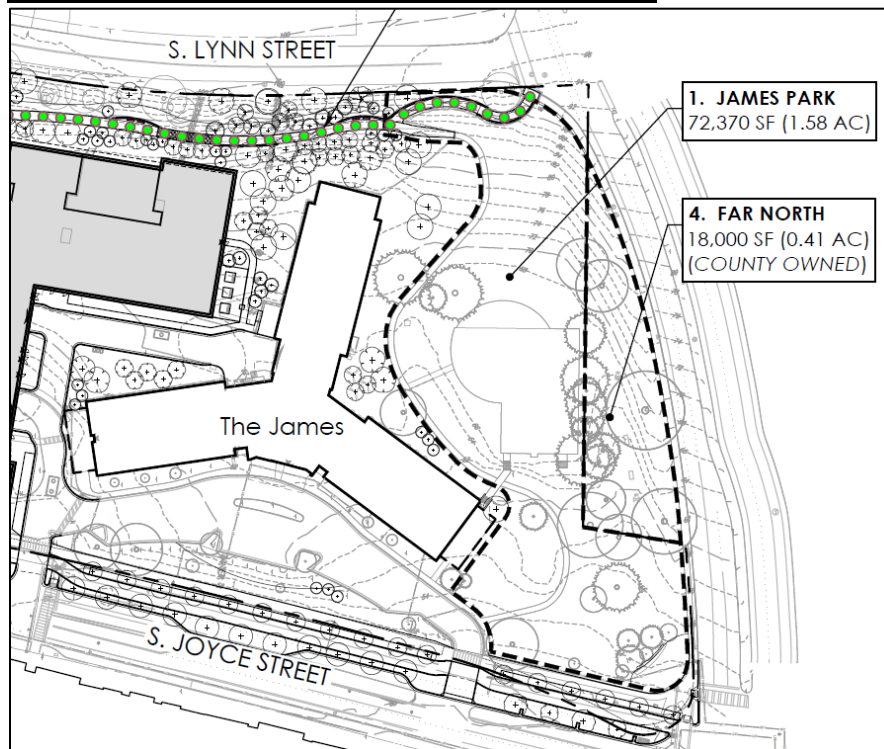 S. LYNN STREET
1. JAMES PARK
72,370 SF (1.58 AC)
4. FAR NORTH
18,000 SF (0.41 AC)
(COUNTY OWNED)
The James
S. JOYCE STREET